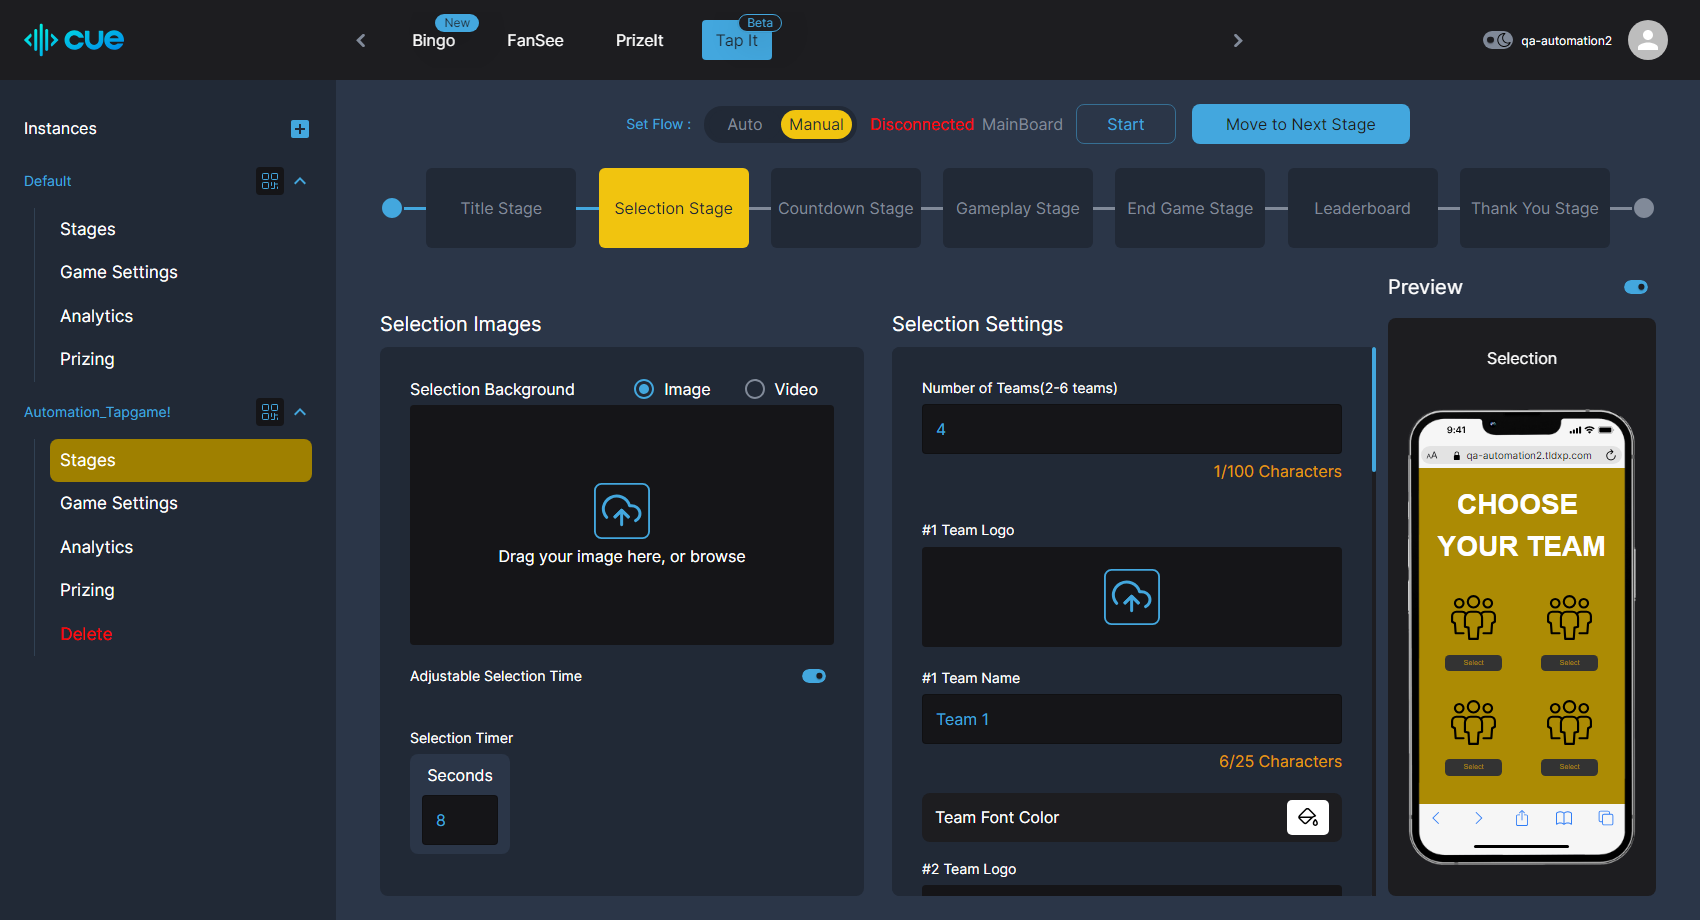 cue
New
Bingo
FanSee
PrizeIt
Beta
Tap It
qa-automation2
Instances
Default
Stages
Game Settings
Analytics
Prizing
Automation_Tapgame!
Stages
Game Settings
Analytics
Prizing
Delete
Set Flow :
Auto
Manual
Disconnected MainBoard
Start
Move to Next Stage
Title Stage
Selection Stage
Countdown Stage
Gameplay Stage
End Game Stage
Leaderboard
Thank You Stage
Selection Images
Selection Background
Image
Video
Drag your image here, or browse
Adjustable Selection Time
Selection Timer
Seconds
8
Selection Settings
Number of Teams(2-6 teams)
4
1/100 Characters
#1 Team Logo
#1 Team Name
Team 1
6/25 Characters
Team Font Color
#2 Team Logo
Preview
Selection
9:41
AA
qa-automation2.tldxp.com
CHOOSE
YOUR TEAM
Select
Select
Select
Select